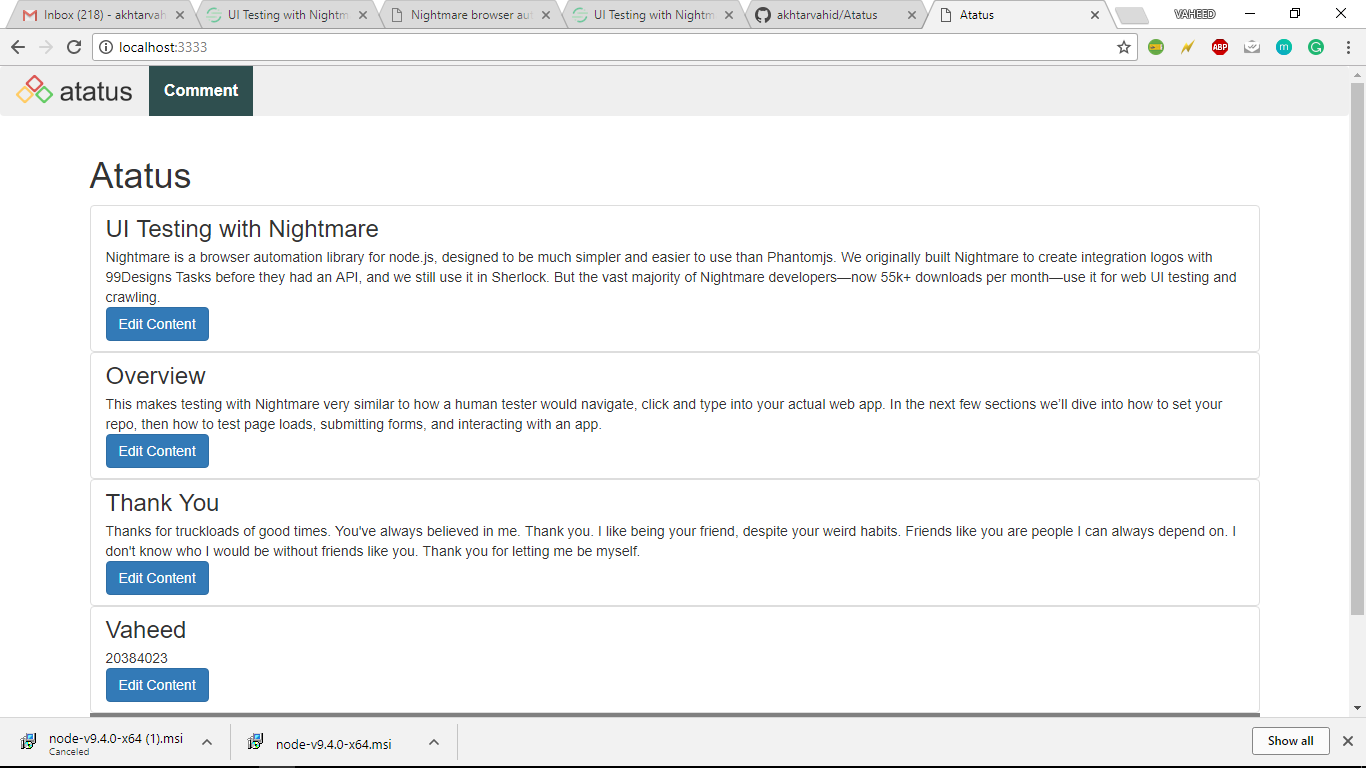 Inbox (218) - akhtarvah
UI Testing with Nightm
Nightmare browser aut
UI Testing with Nightm
akhtarvahid/Atatus
Atatus
VAHEED
localhost:3333
ABP
m
atatus
Comment
Atatus
UI Testing with Nightmare
Nightmare is a browser automation library for node.js, designed to be much simpler and easier to use than Phantomjs. We originally built Nightmare to create integration logos with
99Designs Tasks before they had an API, and we still use it in Sherlock. But the vast majority of Nightmare developers—now 55k+ downloads per month—use it for web UI testing and
crawling.
Edit Content
Overview
This makes testing with Nightmare very similar to how a human tester would navigate, click and type into your actual web app. In the next few sections we'll dive into how to set your
repo, then how to test page loads, submitting forms, and interacting with an app.
Edit Content
Thank You
Thanks for truckloads of good times. You've always believed in me. Thank you. I like being your friend, despite your weird habits. Friends like you are people I can always depend on. I
don't know who I would be without friends like you. Thank you for letting me be myself.
Edit Content
Vaheed
20384023
Edit Content
node-v9.4.0-x64 (1).msi
Canceled
node-v9.4.0-x64.msi
Show all